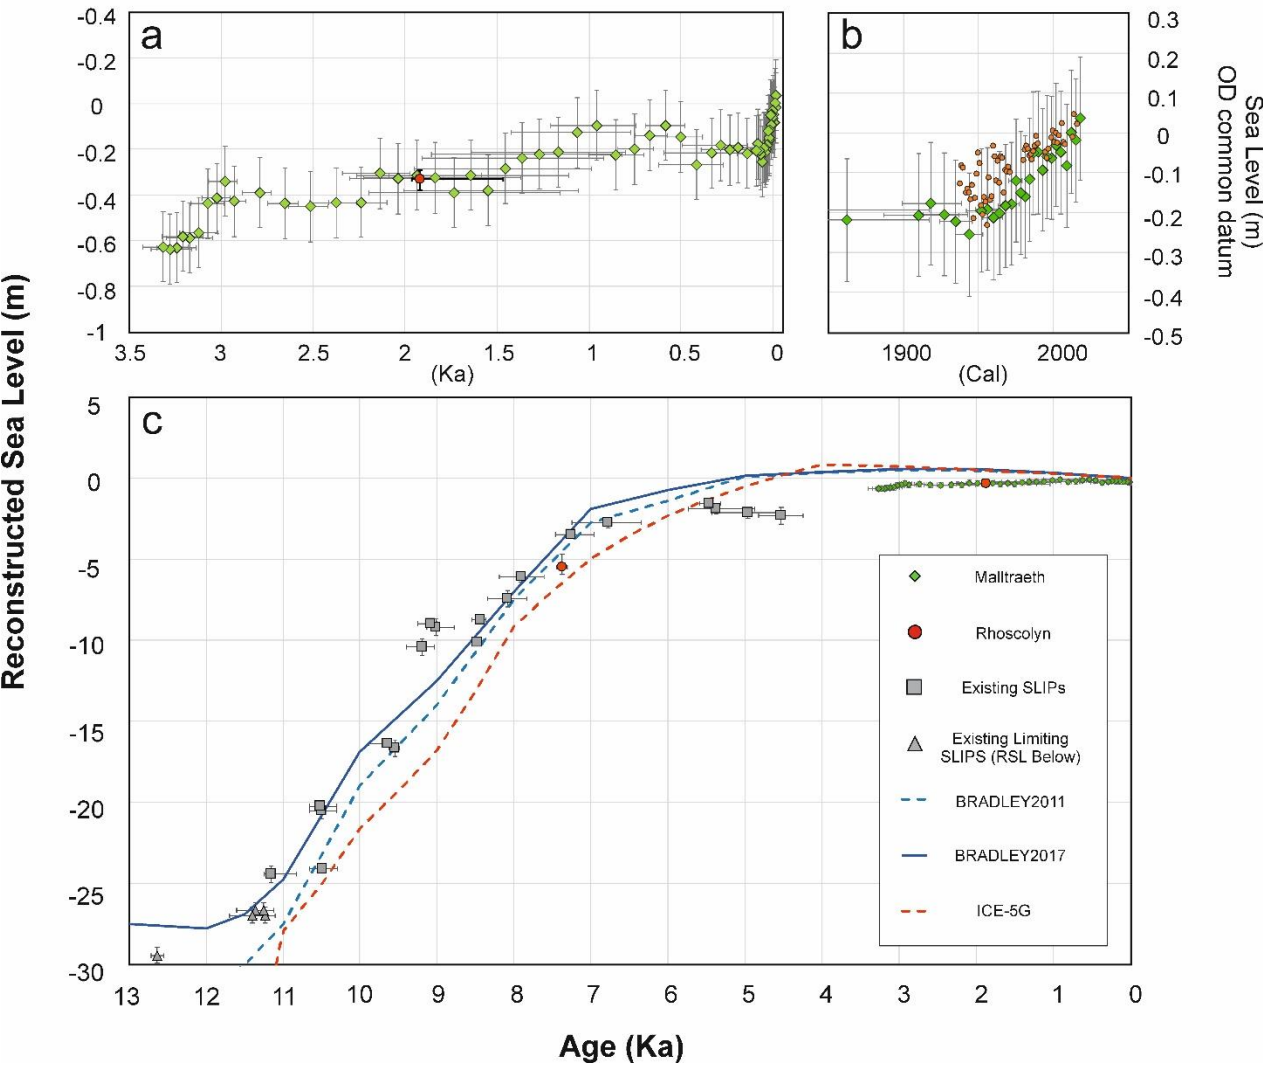 a
-0.4
-0.2
0
-0.2
-0.4
-0.6
-0.8
-1
3.5 3 2.5 2 1.5 1 0.5 0
(Ka)
b
0.3
0.2
0.1
0
-0.1
-0.2
-0.3
-0.4
-0.5
1900 2000
(Cal)
Sea Level (m)
OD common datum
Reconstructed Sea Level (m)
c
5
0
-5
-10
-15
-20
-25
-30
13 12 11 10 9 8 7 6 5 4 3 2 1 0
Age (Ka)
Malltraeth
Rhoscolyn
Existing SLIPs
Existing Limiting
SLIPS (RSL Below)
BRADLEY2011
BRADLEY2017
ICE-5G